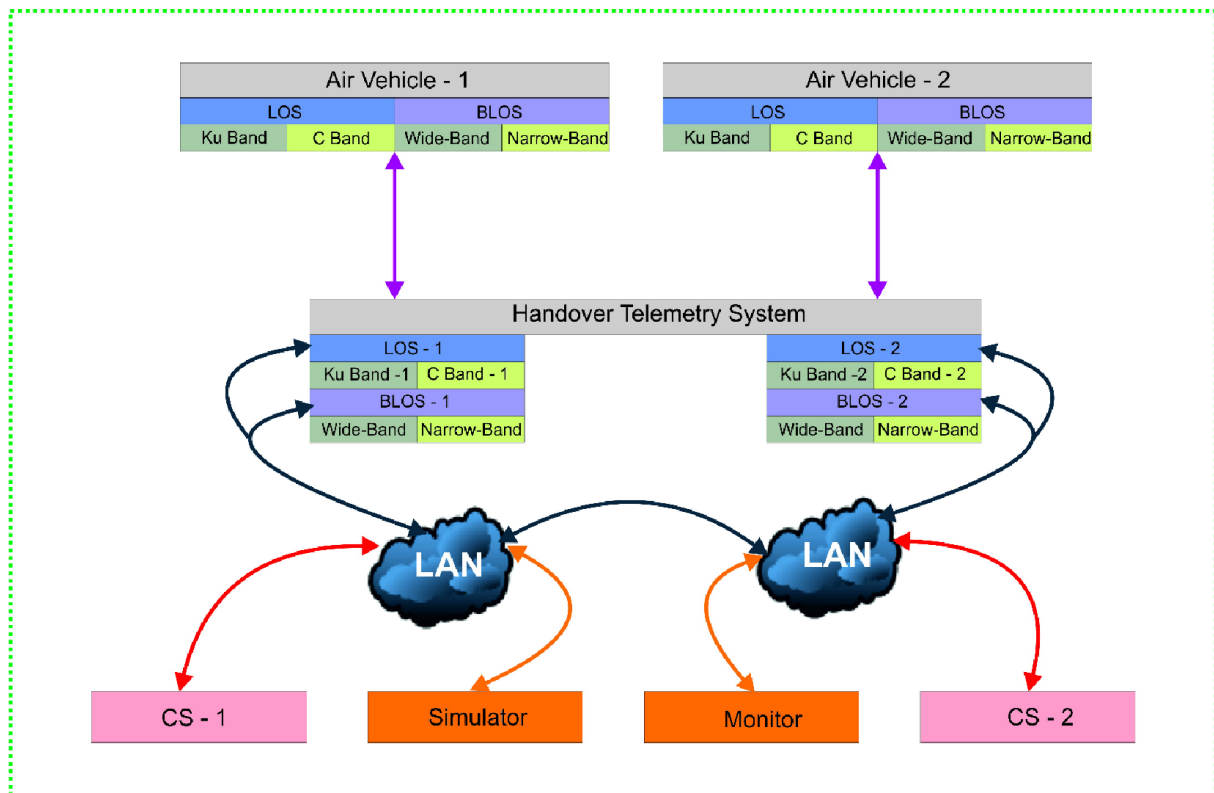 Air Vehicle - 1
LOS BLOS
Ku Band C Band Wide-Band Narrow-Band
Air Vehicle - 2
LOS BLOS
Ku Band C Band Wide-Band Narrow-Band
Handover Telemetry System
LOS - 1
Ku Band -1 C Band - 1
BLOS - 1
Wide-Band Narrow-Band
LOS - 2
Ku Band -2 C Band - 2
BLOS - 2
Wide-Band Narrow-Band
LAN
LAN
CS - 1
Simulator
Monitor
CS - 2